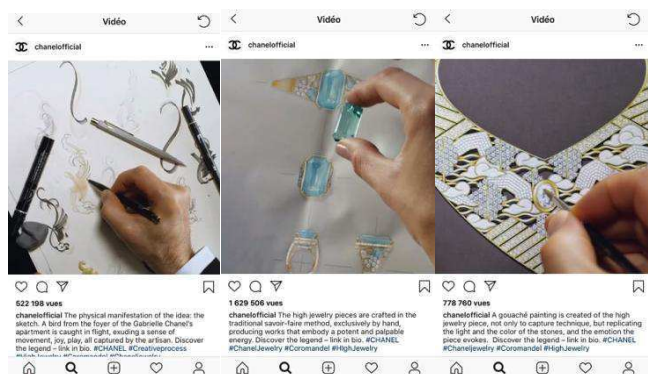 Vidéo
chanelofficial
522 198 vues
chanelofficial The physical manifestation of the idea: the
sketch. A bird from the foyer of the Gabrielle Chanel's
apartment is caught in flight, exuding a sense of
movement, joy, play, all captured by the artisan. Discover
the legend – link in bio. #CHANEL #Creativeprocess
Vidéo
chanelofficial
1 629 506 vues
chanelofficial The high jewelry pieces are crafted in the
traditional savoir-faire method, exclusively by hand,
producing works that embody a potent and palpable
energy. Discover the legend – link in bio. #CHANEL
#ChanelJewelry #Coromandel #HighJewelry
Vidéo
chanelofficial
778 760 vues
chanelofficial A gouaché painting is created of the high
jewelry piece, not only to capture technique, but replicating
the light and the color of the stones, and the emotion the
piece evokes. Discover the legend – link in bio. #CHANEL
#Chaneljewelry #Coromandel #HighJewelry